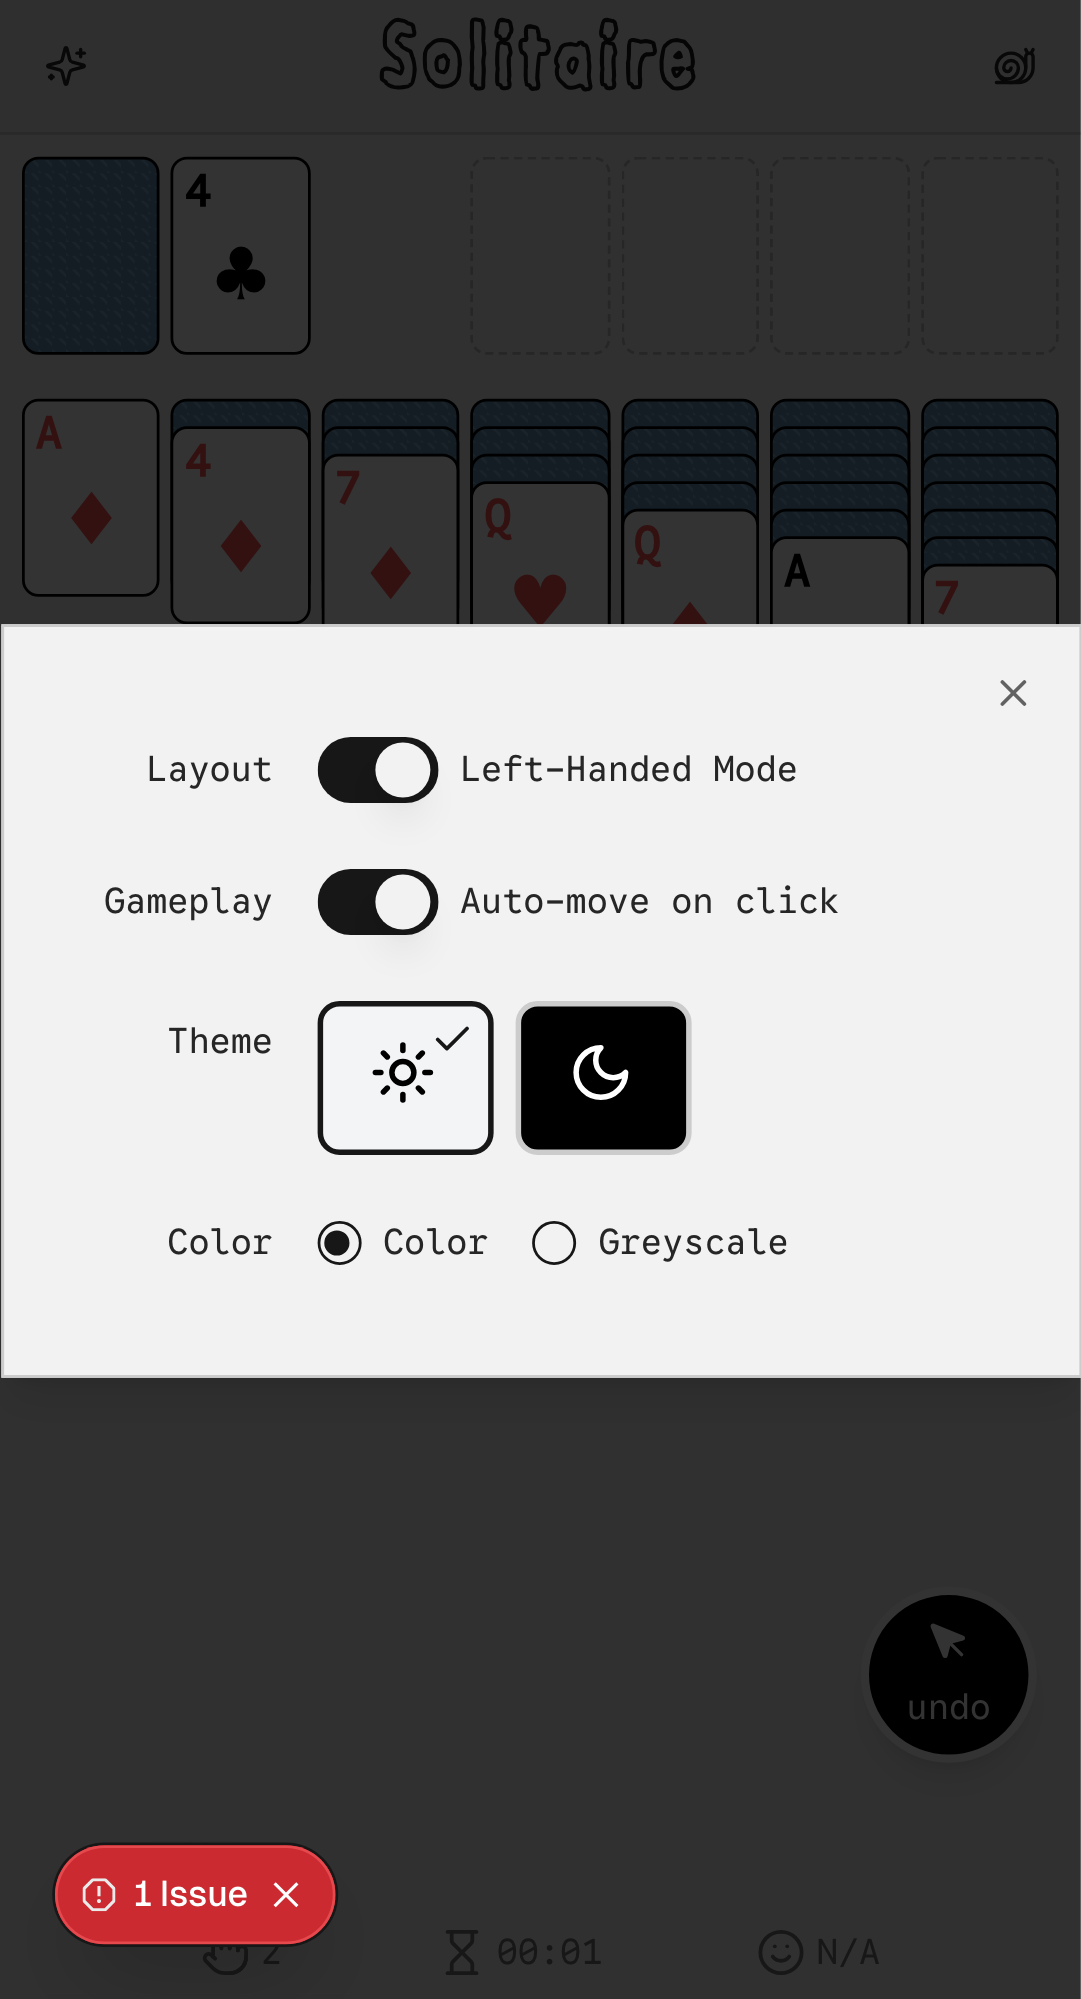 Solitaire
4
A
4
7
Q
Q
A
7
Layout Left-Handed Mode
Gameplay Auto-move on click
Theme
Color Color Greyscale
undo
1 Issue
2 00:01 N/A